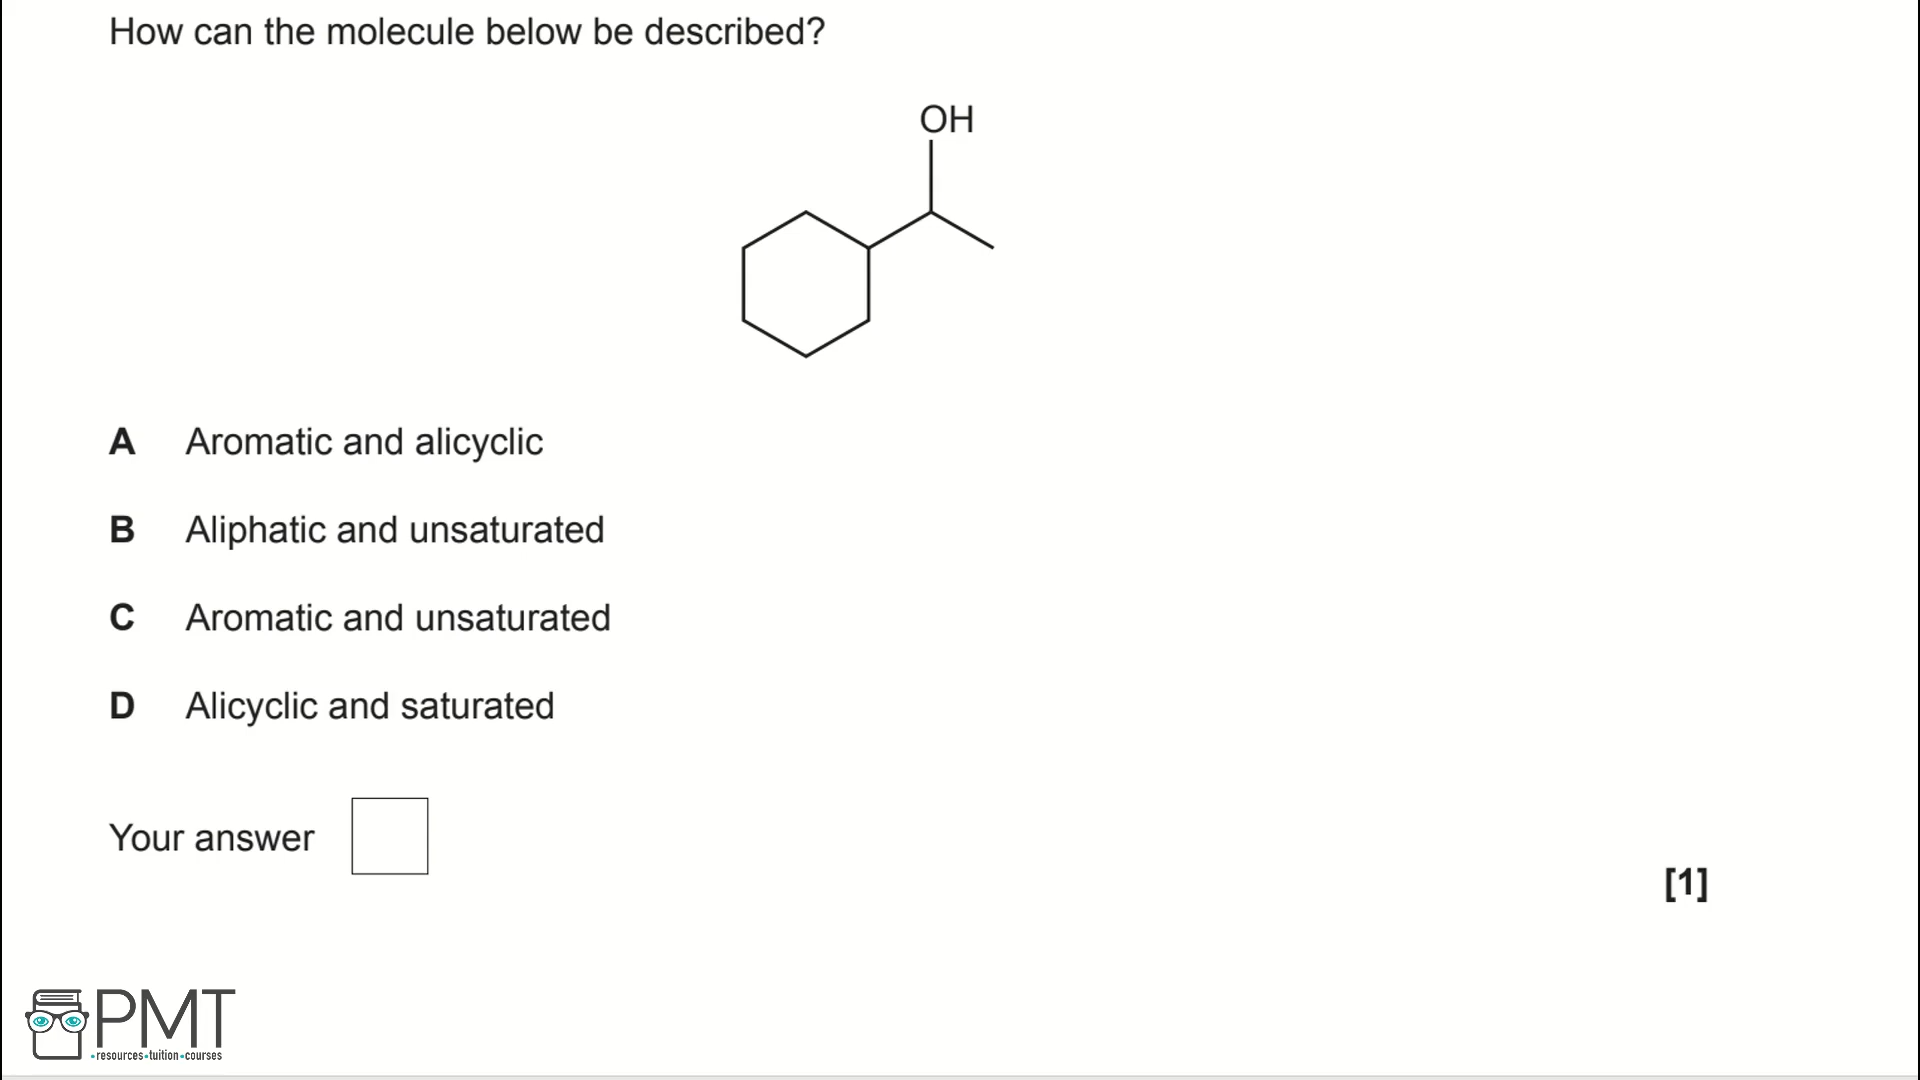 How can the molecule below be described?
OH
A Aromatic and alicyclic
B Aliphatic and unsaturated
C Aromatic and unsaturated
D Alicyclic and saturated
Your answer
[1]
PMT
•resources•tuition•courses